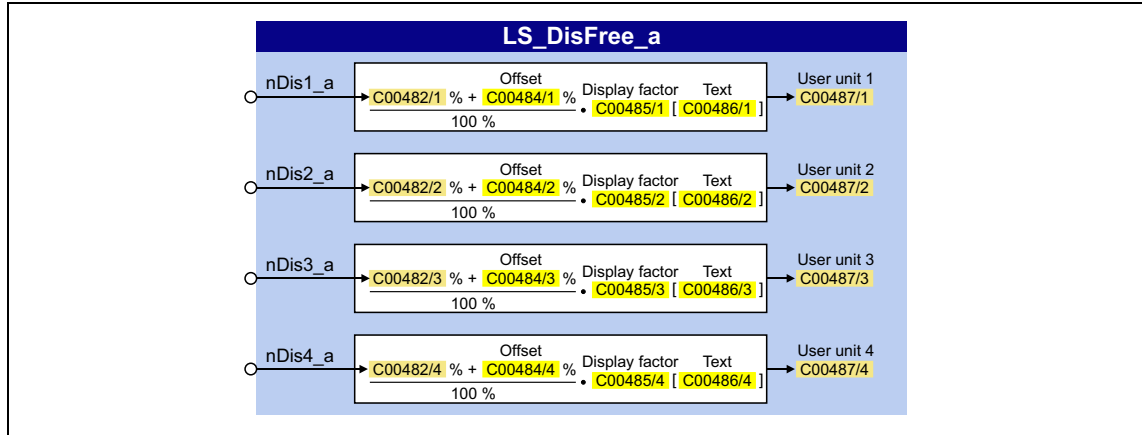 LS_DisFree_a
Offset
User unit 1
nDis1_a
Display factor
Text
C00482/1 % + C00484/1 %
C00487/1
• C00485/1 [ C00486/1 ]
100 %
Offset
User unit 2
nDis2_a
Display factor
Text
C00482/2 % + C00484/2 %
C00487/2
• C00485/2 [ C00486/2 ]
100 %
Offset
User unit 3
nDis3_a
Display factor
Text
C00482/3 % + C00484/3 %
C00487/3
• C00485/3 [ C00486/3 ]
100 %
Offset
User unit 4
nDis4_a
Display factor
Text
C00482/4 % + C00484/4 %
C00487/4
• C00485/4 [ C00486/4 ]
100 %